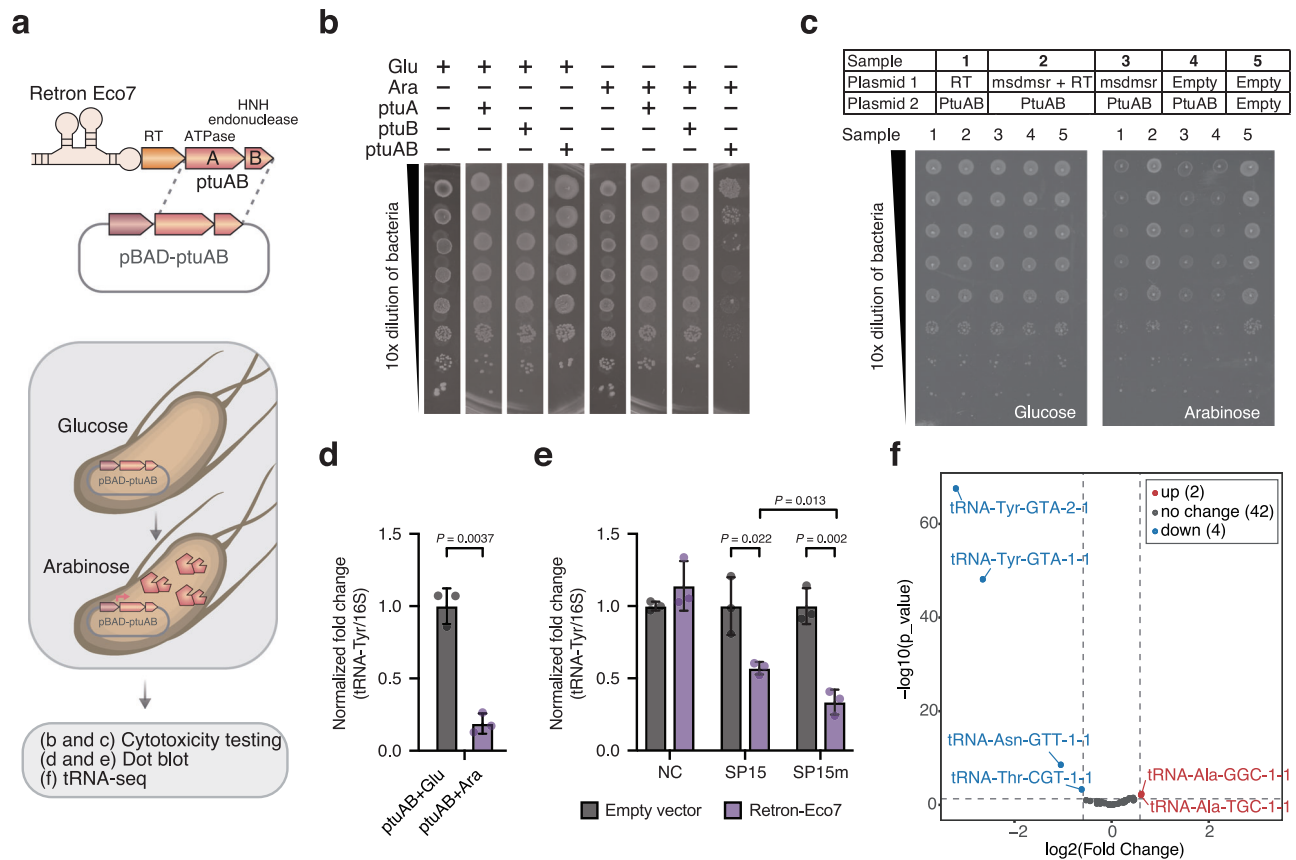 a
Retron Eco7
HNH
endonuclease
RT
ATPase
A
B
ptuAB
pBAD-ptuAB
Glucose
pBAD-ptuAB
Arabinose
pBAD-ptuAB
(b and c) Cytotoxicity testing
(d and e) Dot blot
(f) tRNA-seq
b
Glu + + + + – – – –
Ara – – – – + + + +
ptuA – + – – – + – –
ptuB – – + – – – + –
ptuAB – – – + – – – +
10x dilution of bacteria
c
Sample 1 2 3 4 5
Plasmid 1 RT msdmsr + RT msdmsr Empty Empty
Plasmid 2 PtuAB PtuAB PtuAB PtuAB Empty
Sample 1 2 3 4 5 1 2 3 4 5
10x dilution of bacteria
Glucose
Arabinose
d
Normalized fold change
(tRNA-Tyr/16S)
1.5
1.0
0.5
0.0
P = 0.0037
ptuAB+Glu
ptuAB+Ara
e
Normalized fold change
(tRNA-Tyr/16S)
1.5
1.0
0.5
0.0
P = 0.013
P = 0.022
P = 0.002
NC
SP15
SP15m
Empty vector
Retron-Eco7
f
–log10(p_value)
60
40
20
0
up (2)
no change (42)
down (4)
tRNA-Tyr-GTA-2-1
tRNA-Tyr-GTA-1-1
tRNA-Asn-GTT-1-1
tRNA-Thr-CGT-1-1
tRNA-Ala-GGC-1-1
tRNA-Ala-TGC-1-1
−2
0
2
log2(Fold Change)